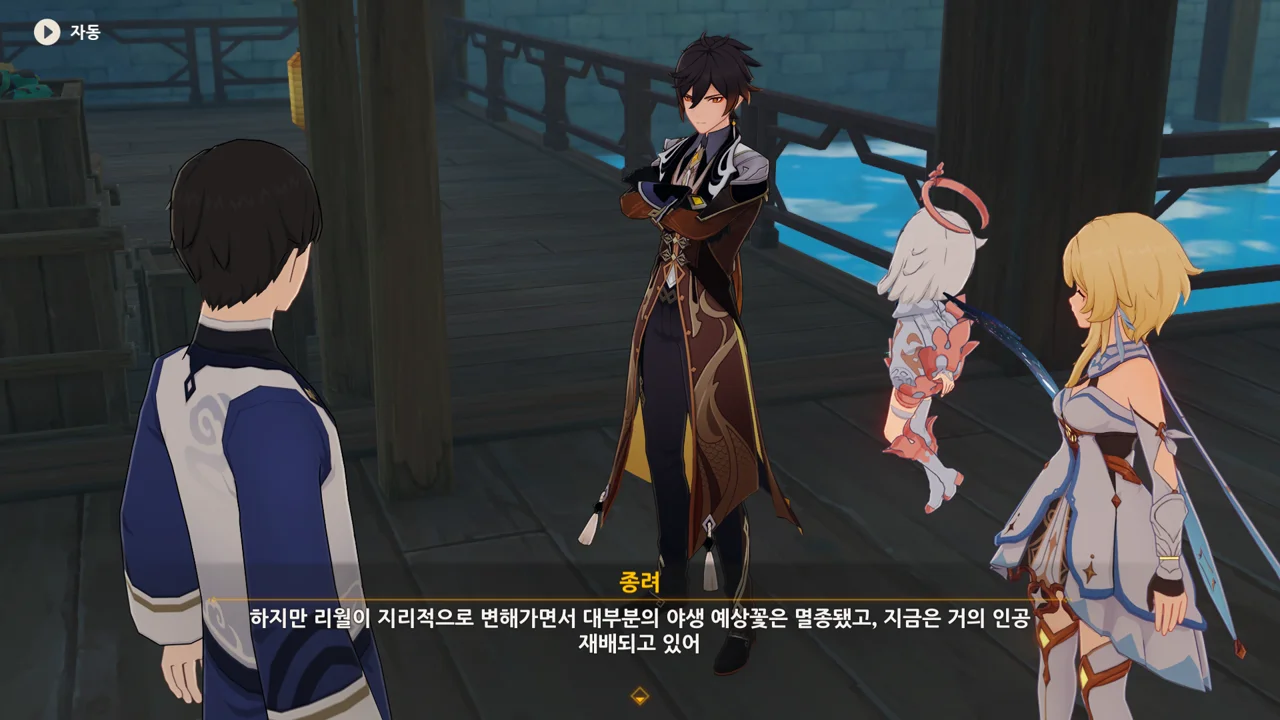 자동
종려
하지만 리월이 지리적으로 변해가면서 대부분의 야생 예상꽃은 멸종됐고, 지금은 거의 인공
재배되고 있어